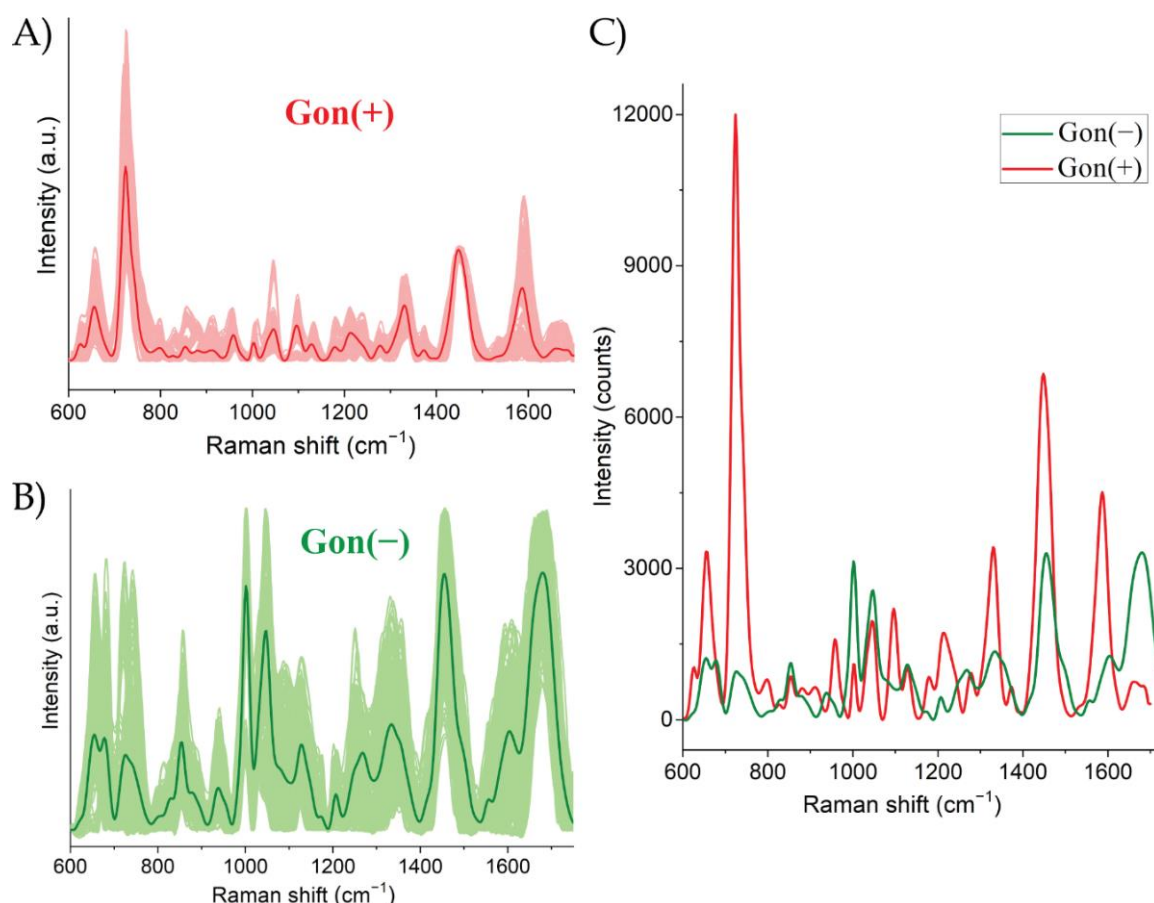 A)
Gon(+)
Intensity (a.u.)
600 800 1000 1200 1400 1600
Raman shift (cm⁻¹)
B)
Gon(−)
Intensity (a.u.)
600 800 1000 1200 1400 1600
Raman shift (cm⁻¹)
C)
Gon(−)
Gon(+)
Intensity (counts)
12000
9000
6000
3000
0
600 800 1000 1200 1400 1600
Raman shift (cm⁻¹)